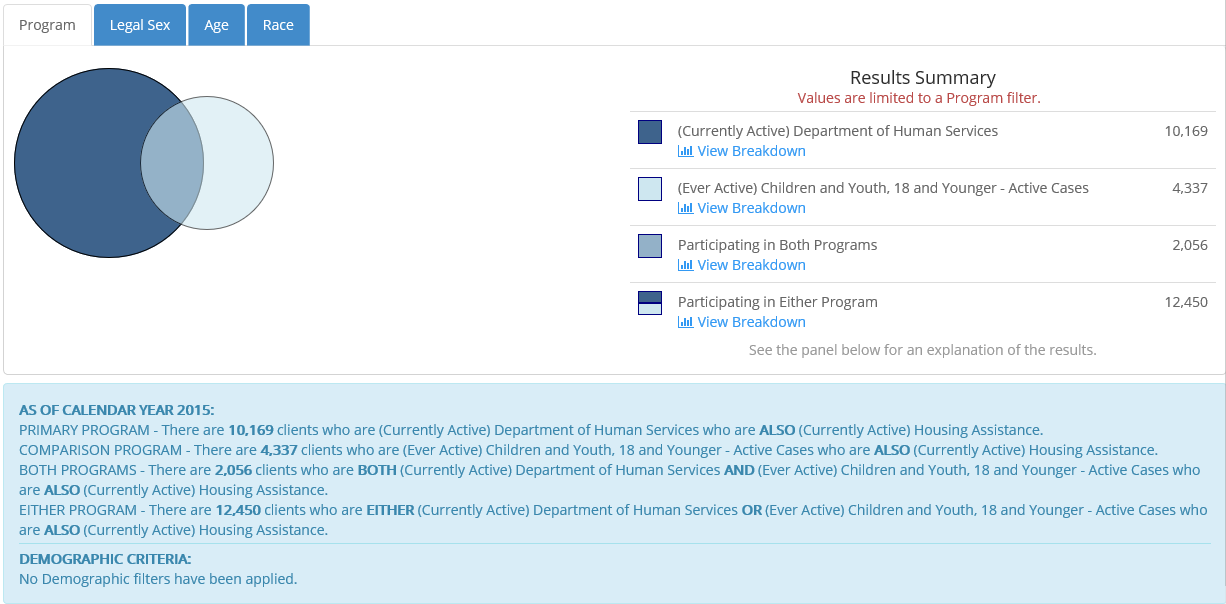 Program Legal Sex Age Race
Results Summary
Values are limited to a Program filter.
(Currently Active) Department of Human Services 10,169
View Breakdown
(Ever Active) Children and Youth, 18 and Younger - Active Cases 4,337
View Breakdown
Participating in Both Programs 2,056
View Breakdown
Participating in Either Program 12,450
View Breakdown
See the panel below for an explanation of the results.
AS OF CALENDAR YEAR 2015:
PRIMARY PROGRAM - There are 10,169 clients who are (Currently Active) Department of Human Services who are ALSO (Currently Active) Housing Assistance.
COMPARISON PROGRAM - There are 4,337 clients who are (Ever Active) Children and Youth, 18 and Younger - Active Cases who are ALSO (Currently Active) Housing Assistance.
BOTH PROGRAMS - There are 2,056 clients who are BOTH (Currently Active) Department of Human Services AND (Ever Active) Children and Youth, 18 and Younger - Active Cases who
are ALSO (Currently Active) Housing Assistance.
EITHER PROGRAM - There are 12,450 clients who are EITHER (Currently Active) Department of Human Services OR (Ever Active) Children and Youth, 18 and Younger - Active Cases who
are ALSO (Currently Active) Housing Assistance.
DEMOGRAPHIC CRITERIA:
No Demographic filters have been applied.